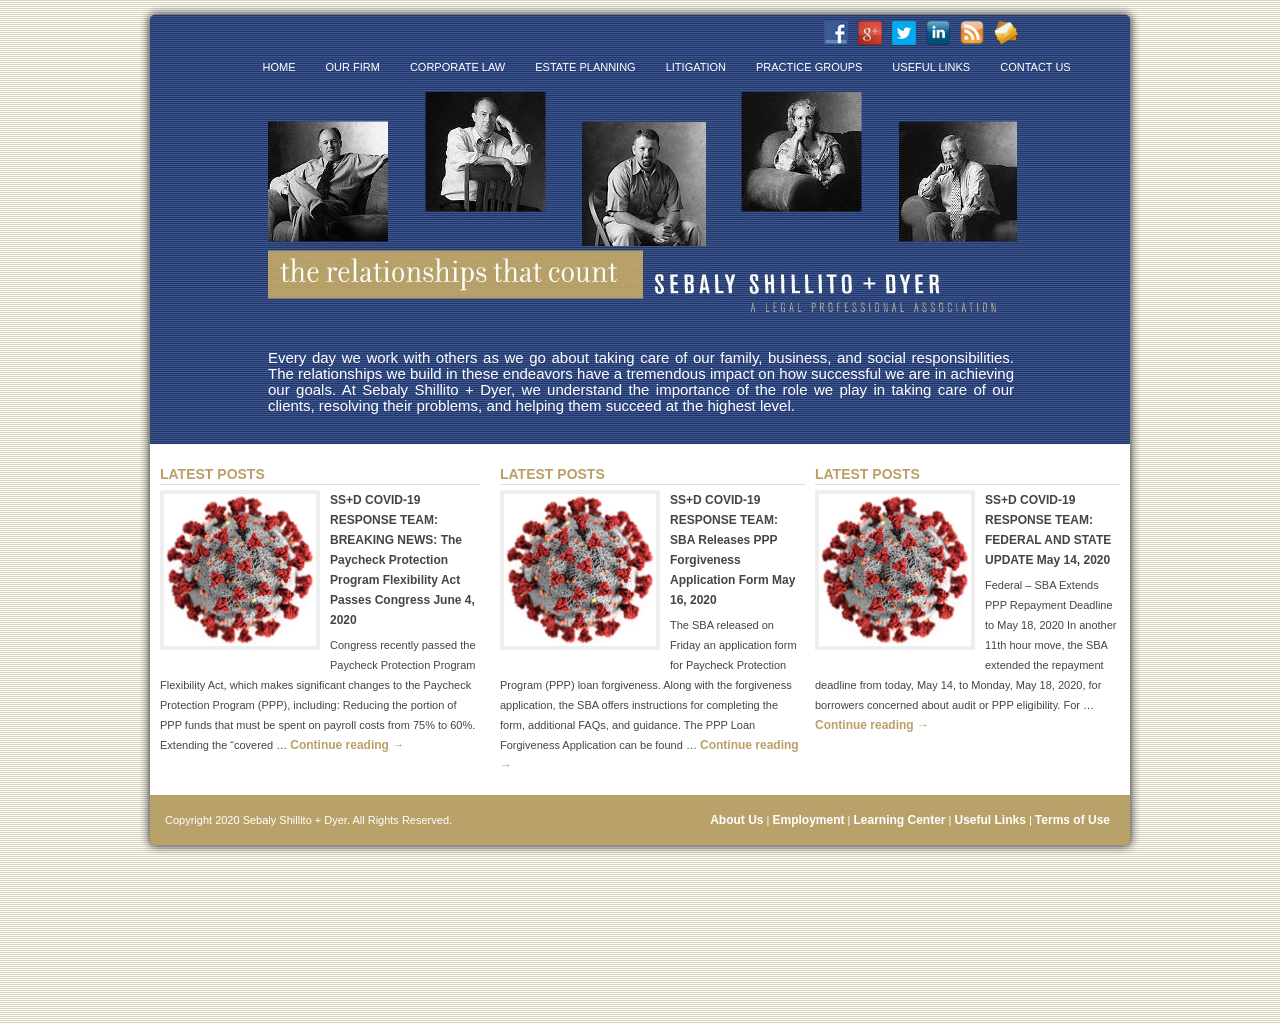 HOME OUR FIRM CORPORATE LAW ESTATE PLANNING LITIGATION PRACTICE GROUPS USEFUL LINKS CONTACT US
the relationships that count
SEBALY SHILLITO + DYER
A LEGAL PROFESSIONAL ASSOCIATION
Every day we work with others as we go about taking care of our family, business, and social responsibilities.
The relationships we build in these endeavors have a tremendous impact on how successful we are in achieving
our goals. At Sebaly Shillito + Dyer, we understand the importance of the role we play in taking care of our
clients, resolving their problems, and helping them succeed at the highest level.
LATEST POSTS
SS+D COVID-19
RESPONSE TEAM:
BREAKING NEWS: The
Paycheck Protection
Program Flexibility Act
Passes Congress June 4,
2020
Congress recently passed the
Paycheck Protection Program
Flexibility Act, which makes significant changes to the Paycheck
Protection Program (PPP), including: Reducing the portion of
PPP funds that must be spent on payroll costs from 75% to 60%.
Extending the “covered … Continue reading →
LATEST POSTS
SS+D COVID-19
RESPONSE TEAM:
SBA Releases PPP
Forgiveness
Application Form May
16, 2020
The SBA released on
Friday an application form
for Paycheck Protection
Program (PPP) loan forgiveness. Along with the forgiveness
application, the SBA offers instructions for completing the
form, additional FAQs, and guidance. The PPP Loan
Forgiveness Application can be found … Continue reading
→
LATEST POSTS
SS+D COVID-19
RESPONSE TEAM:
FEDERAL AND STATE
UPDATE May 14, 2020
Federal – SBA Extends
PPP Repayment Deadline
to May 18, 2020 In another
11th hour move, the SBA
extended the repayment
deadline from today, May 14, to Monday, May 18, 2020, for
borrowers concerned about audit or PPP eligibility. For …
Continue reading →
Copyright 2020 Sebaly Shillito + Dyer. All Rights Reserved.
About Us | Employment | Learning Center | Useful Links | Terms of Use